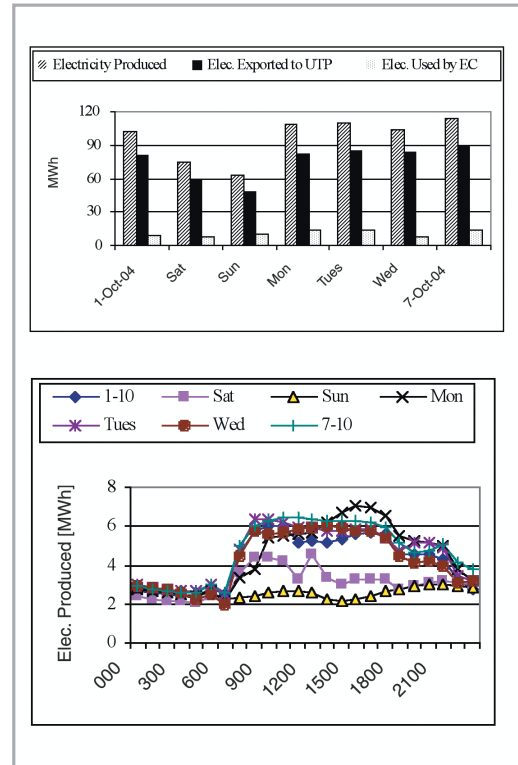 Electricity Produced Elec. Exported to UTP Elec. Used by EC
120
90
60
30
0
MWh
1-Oct-04 Sat Sun Mon Tues Wed 7-Oct-04
1-10 Sat Sun Mon
Tues Wed 7-10
8
6
4
2
0
Elec. Produced [MWh]
000 300 600 900 1200 1500 1800 2100